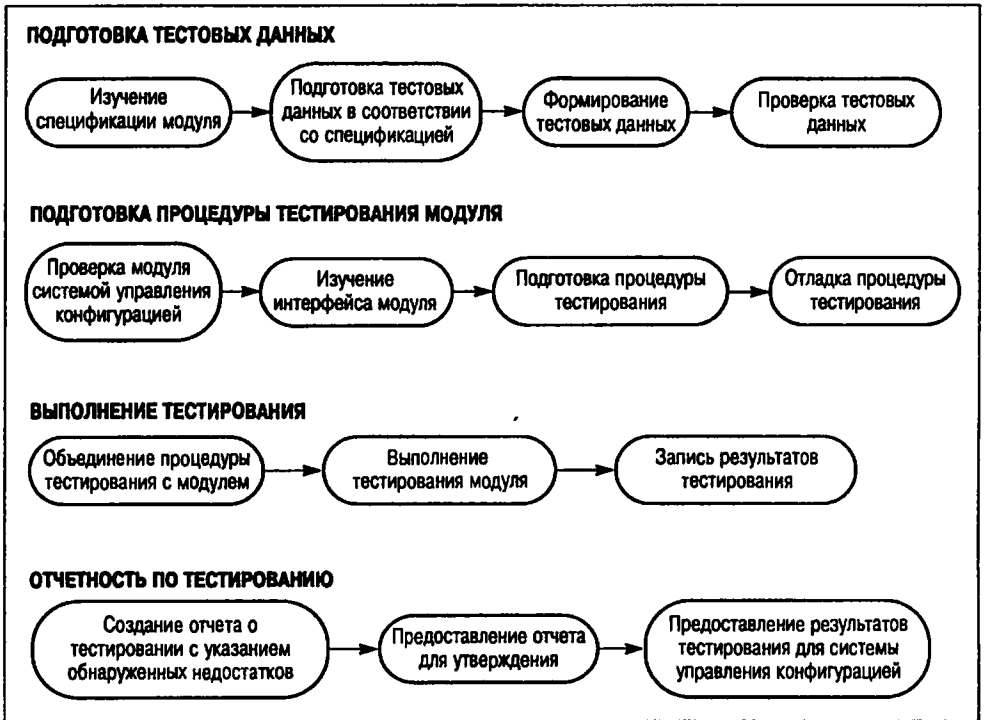 ПОДГОТОВКА ТЕСТОВЫХ ДАННЫХ
Изучение
спецификации модуля
Подготовка тестовых
данных в соответствии
со спецификацией
Формирование
тестовых данных
Проверка тестовых
данных
ПОДГОТОВКА ПРОЦЕДУРЫ ТЕСТИРОВАНИЯ МОДУЛЯ
Проверка модуля
системой управления
конфигурацией
Изучение
интерфейса модуля
Подготовка процедуры
тестирования
Отладка процедуры
тестирования
ВЫПОЛНЕНИЕ ТЕСТИРОВАНИЯ
Объединение процедуры
тестирования с модулем
Выполнение
тестирования модуля
Запись результатов
тестирования
ОТЧЕТНОСТЬ ПО ТЕСТИРОВАНИЮ
Создание отчета о
тестировании с указанием
обнаруженных недостатков
Предоставление отчета
для утверждения
Предоставление результатов
тестирования для системы
управления конфигурацией